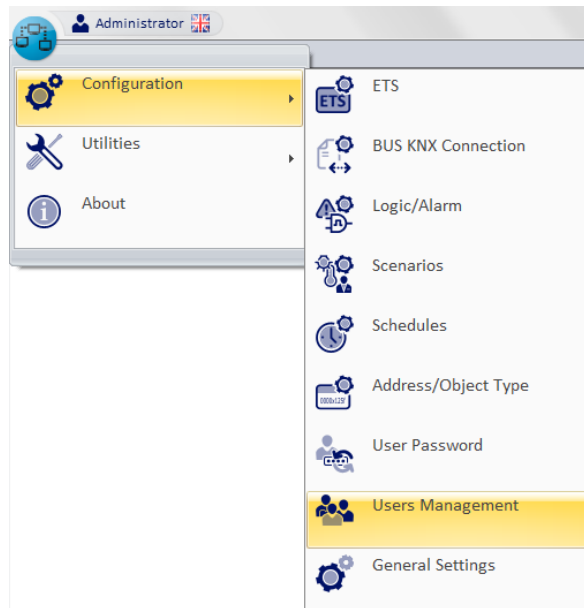 Administrator
Configuration
Utilities
About
ETS
ETS
BUS KNX Connection
Logic/Alarm
Scenarios
Schedules
Address/Object Type
User Password
Users Management
General Settings